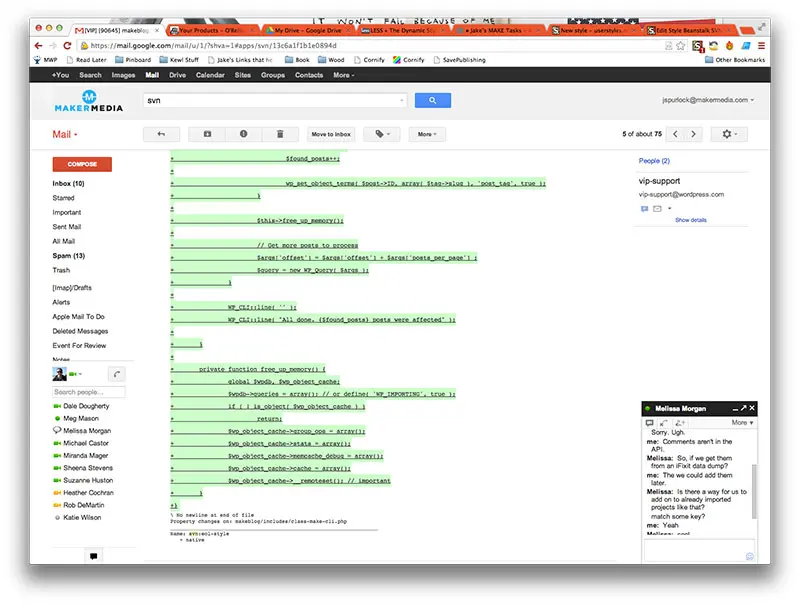 IT WON'T FAIL BECAUSE OF ME
[VIP] [90645] makeblog
Your Products - O'Reil
My Drive - Google Drive
LESS « The Dynamic Sty
Jake's MAKE Tasks
New style - userstyles
Edit Style Beanstalk SV
https://mail.google.com/mail/u/1/?shva=1#apps/svn/13c6a1f1b1e0894d
MWP
Read Later
Pinboard
Kewl Stuff
Jake's Links that
Book
Wood
Cornify
Cornify
SavePublishing
Other Bookmarks
+You Search Images Mail Drive Calendar Sites Groups Contacts More
MAKERMEDIA
svn
jspurlock@makermedia.com
Mail
Move to Inbox
More
5 of about 75
COMPOSE
Inbox (10)
Starred
Important
Sent Mail
All Mail
Spam (13)
Trash
[Imap]/Drafts
Alerts
Apple Mail To Do
Deleted Messages
Event For Review
Notes
Search people...
Dale Dougherty
Meg Mason
Melissa Morgan
Michael Castor
Miranda Mager
Sheena Stevens
Suzanne Huston
Heather Cochran
Rob DeMartin
Katie Wilson
+ $found_posts++;
+
+ wp_set_object_terms( $post->ID, array( $tag->slug ), 'post_tag', true );
+ }
+
+ $this->free_up_memory();
+
+ // Get more posts to process
+ $args['offset'] = $args['offset'] + $args['posts_per_page'] ;
+ $query = new WP_Query( $args );
+ }
+
+ WP_CLI::line( '' );
+ WP_CLI::line( "All done, {$found_posts} posts were affected" );
+
+ }
+
+ private function free_up_memory() {
+ global $wpdb, $wp_object_cache;
+ $wpdb->queries = array(); // or define( 'WP_IMPORTING', true );
+ if ( ! is_object( $wp_object_cache ) )
+ return;
+ $wp_object_cache->group_ops = array();
+ $wp_object_cache->stats = array();
+ $wp_object_cache->memcache_debug = array();
+ $wp_object_cache->cache = array();
+ $wp_object_cache->__remoteset(); // important
+ }
+}
\ No newline at end of file
Property changes on: makeblog/includes/class-make-cli.php
Name: svn:eol-style
+ native
People (2)
vip-support
vip-support@wordpress.com
Show details
Melissa Morgan
More
Sorry. Ugh.
me: Comments aren't in the
API.
Melissa: So, if we get them
from an iFixit data dump?
me: The we could add them
later.
Melissa: Is there a way for us to
add on to already imported
projects like that?
match some key?
me: Yeah
Melissa: cool